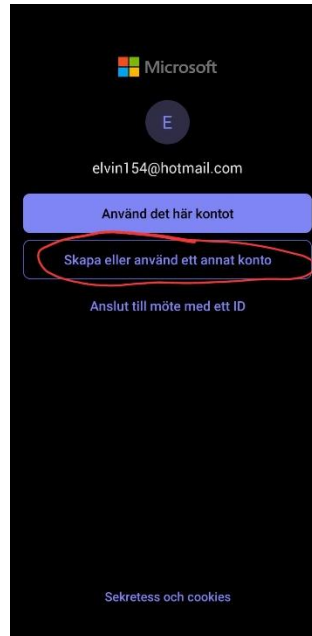 Microsoft
E
elvin154@hotmail.com
Använd det här kontot
Skapa eller använd ett annat konto
Anslut till möte med ett ID
Sekretess och cookies